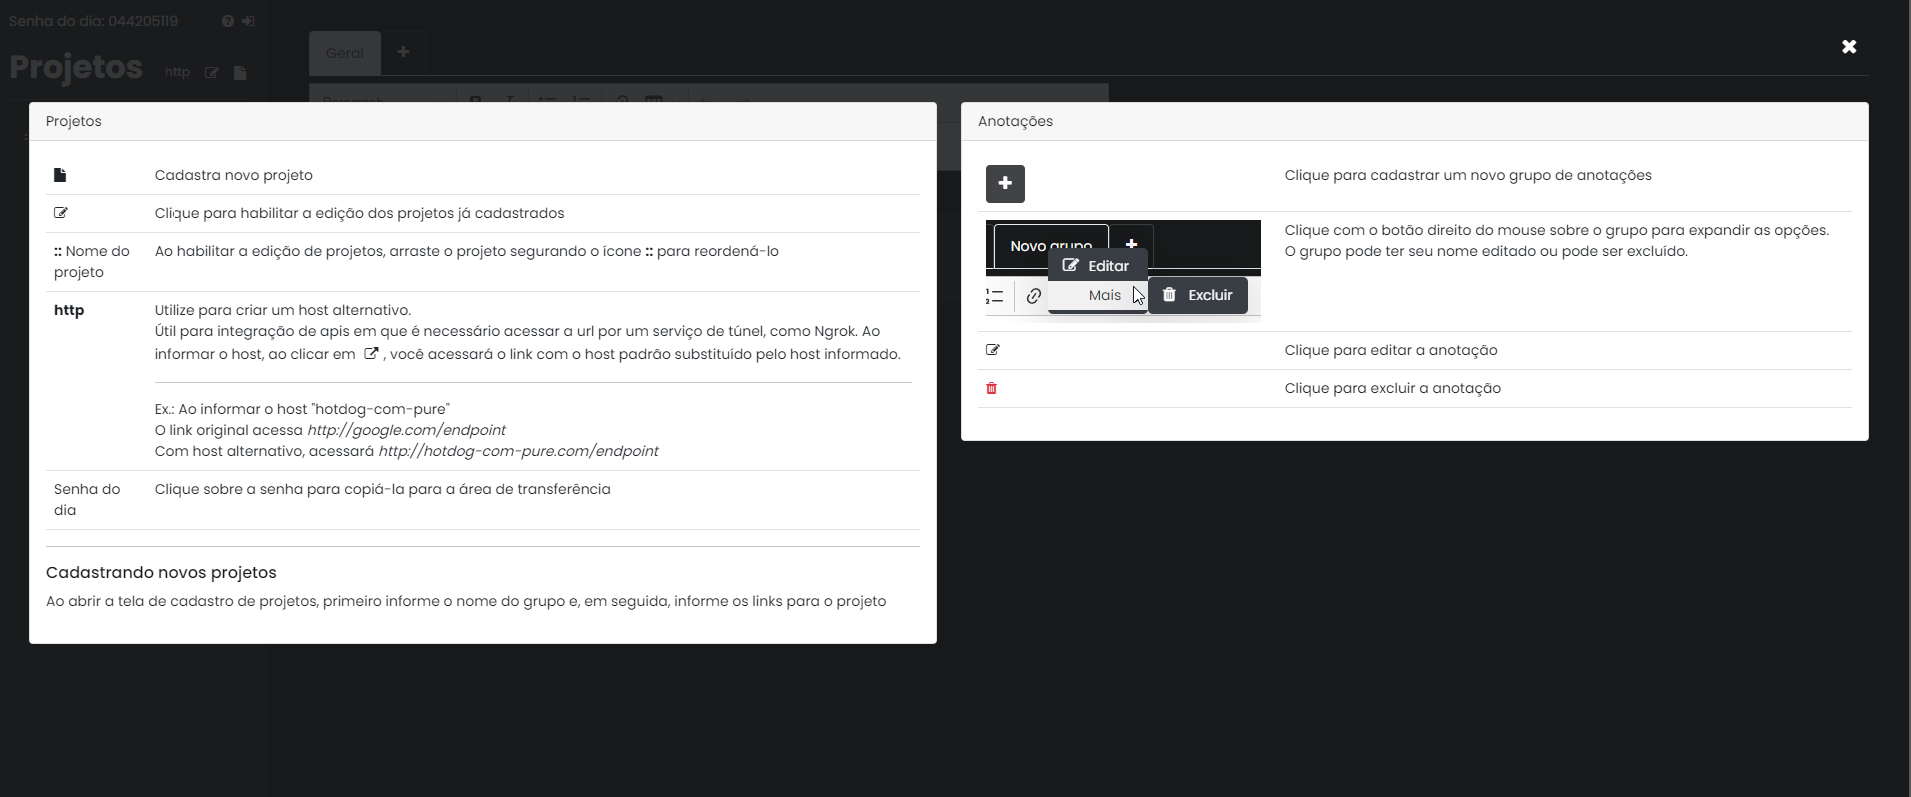 Senha do dia: 044205119
Projetos
http
Geral
Projetos
Cadastra novo projeto
Clique para habilitar a edição dos projetos já cadastrados
:: Nome do
projeto
Ao habilitar a edição de projetos, arraste o projeto segurando o ícone :: para reordená-lo
http
Utilize para criar um host alternativo.
Útil para integração de apis em que é necessário acessar a url por um serviço de túnel, como Ngrok. Ao
informar o host, ao clicar em , você acessará o link com o host padrão substituído pelo host informado.
Ex.: Ao informar o host "hotdog-com-pure"
O link original acessa http://google.com/endpoint
Com host alternativo, acessará http://hotdog-com-pure.com/endpoint
Senha do
dia
Clique sobre a senha para copiá-la para a área de transferência
Cadastrando novos projetos
Ao abrir a tela de cadastro de projetos, primeiro informe o nome do grupo e, em seguida, informe os links para o projeto
Anotações
Clique para cadastrar um novo grupo de anotações
Novo grupo
Editar
Mais
Excluir
Clique com o botão direito do mouse sobre o grupo para expandir as opções.
O grupo pode ter seu nome editado ou pode ser excluído.
Clique para editar a anotação
Clique para excluir a anotação